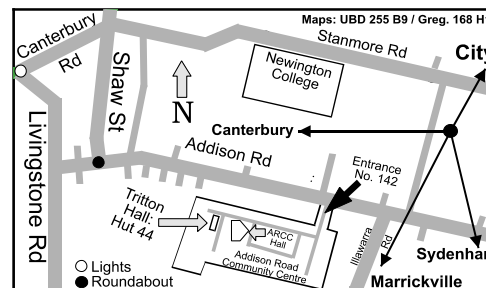 Maps: UBD 255 B9 / Greg. 168 H
Canterbury
Rd
Stanmore Rd
City
Shaw St
Newington
College
N
Canterbury
Livingstone Rd
Addison Rd
Entrance
No. 142
Tritton
Hall:
Hut 44
ARCC
Hall
Illawarra
Rd
Sydenham
Addison Road
Community Centre
Lights
Roundabout
Marrickville